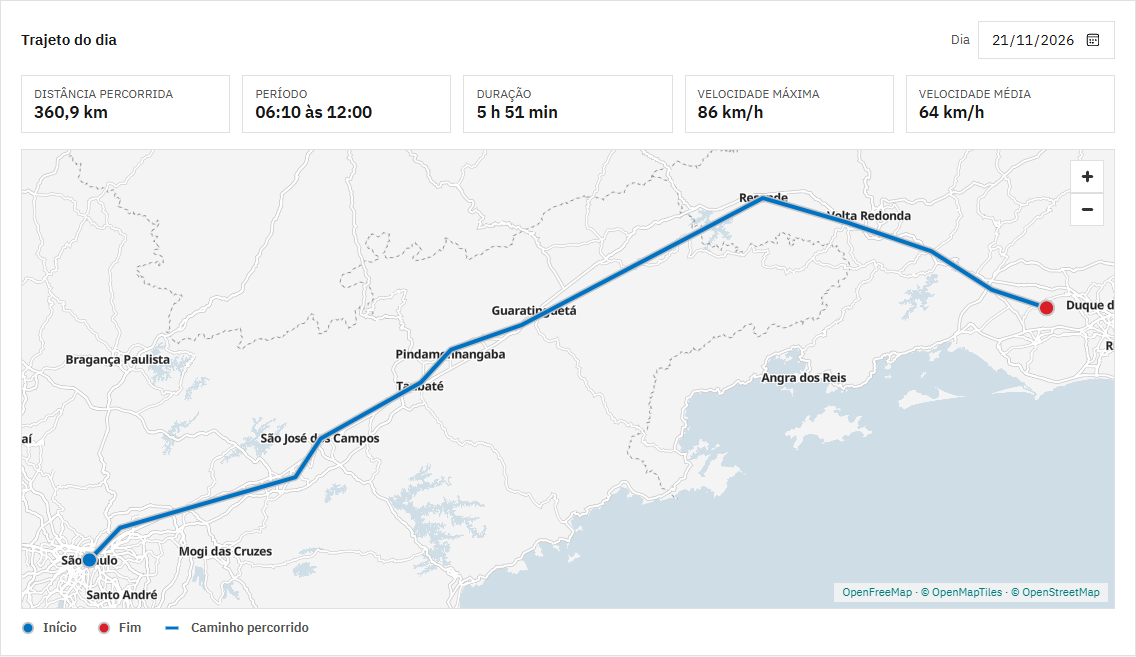 Trajeto do dia
Dia 21/11/2026
DISTÂNCIA PERCORRIDA
360,9 km
PERÍODO
06:10 às 12:00
DURAÇÃO
5 h 51 min
VELOCIDADE MÁXIMA
86 km/h
VELOCIDADE MÉDIA
64 km/h
+
−
Resende
Volta Redonda
Duque d
R
Guaratinguetá
Pindamonhangaba
Bragança Paulista
Taubaté
Angra dos Reis
São José dos Campos
aí
Mogi das Cruzes
São Paulo
Santo André
OpenFreeMap · © OpenMapTiles · © OpenStreetMap
Início Fim Caminho percorrido